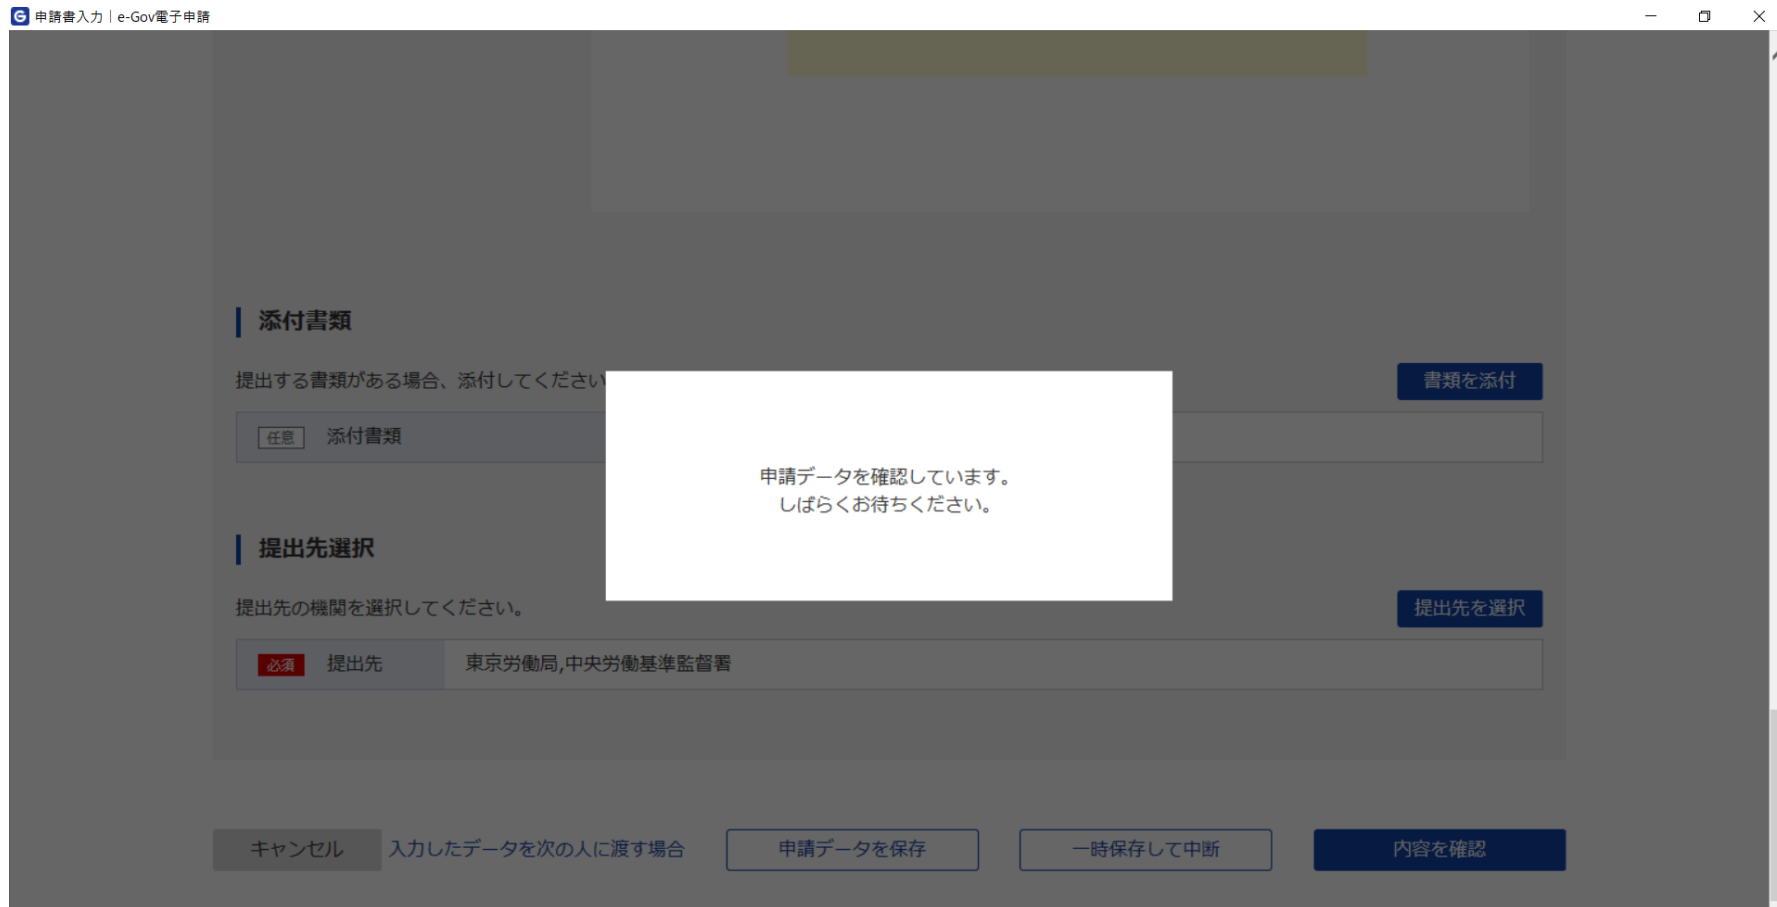 申請書入力｜e-Gov電子申請
添付書類
提出する書類がある場合、添付してください
書類を添付
任意 添付書類
申請データを確認しています。
しばらくお待ちください。
提出先選択
提出先の機関を選択してください。
提出先を選択
必須 提出先 東京労働局,中央労働基準監督署
キャンセル 入力したデータを次の人に渡す場合 申請データを保存 一時保存して中断 内容を確認